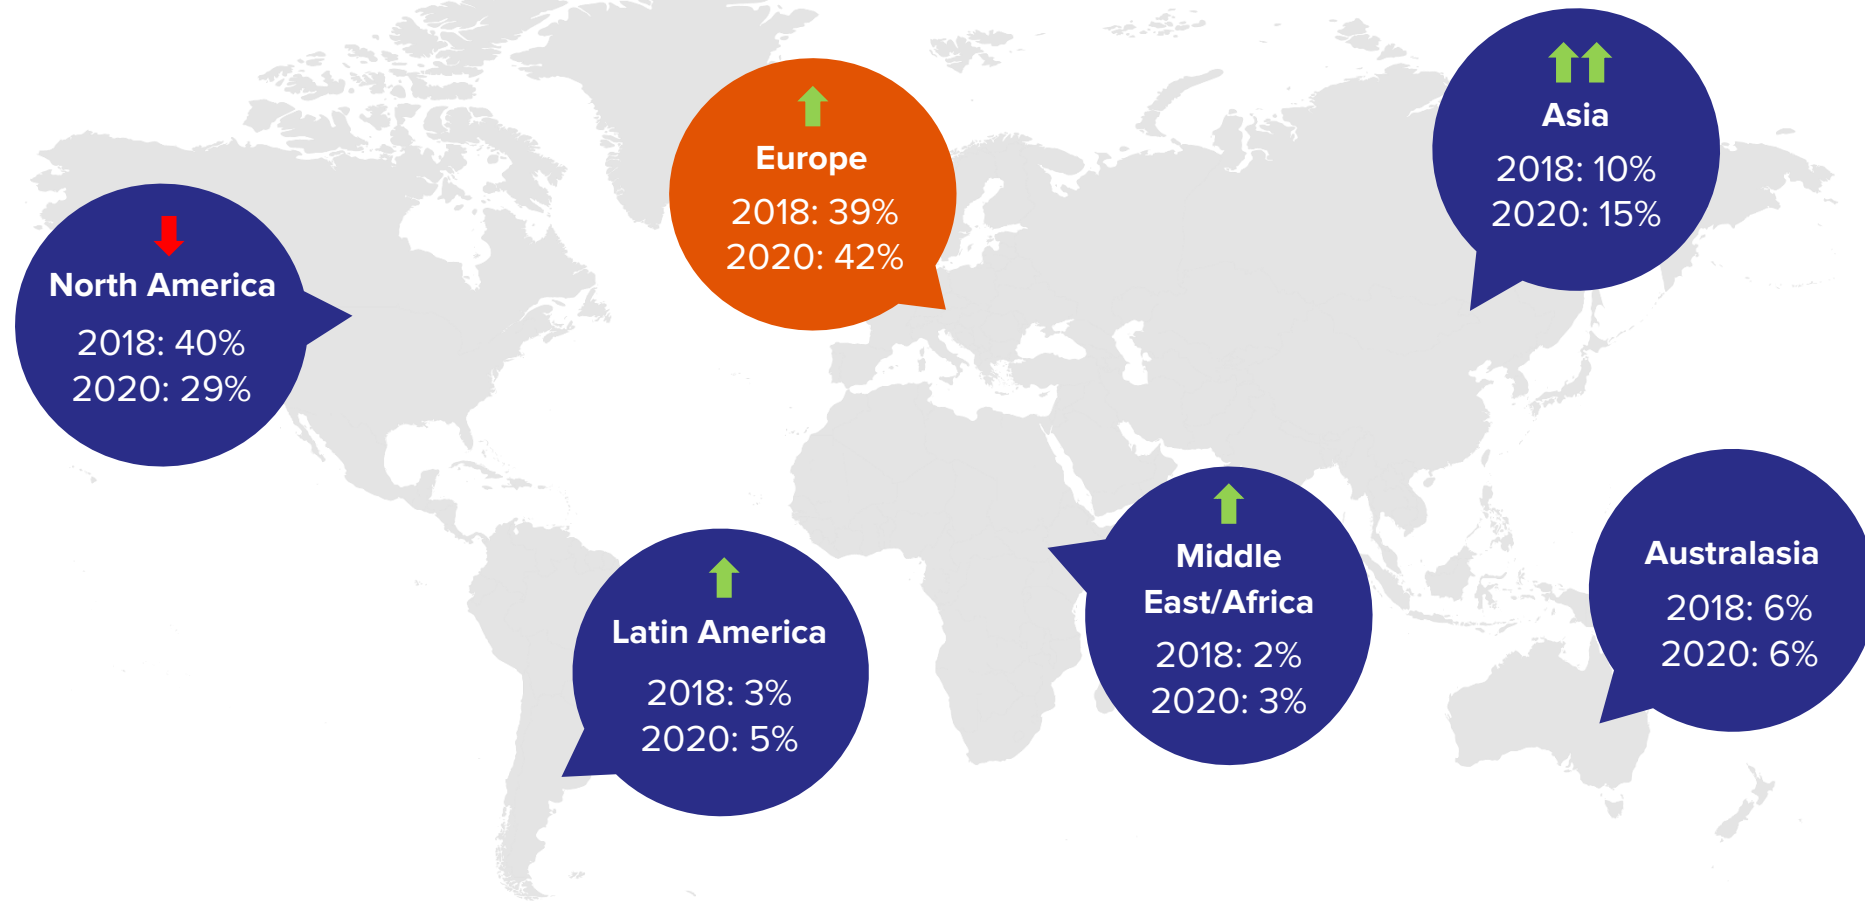 North America
2018: 40%
2020: 29%
Europe
2018: 39%
2020: 42%
Asia
2018: 10%
2020: 15%
Latin America
2018: 3%
2020: 5%
Middle
East/Africa
2018: 2%
2020: 3%
Australasia
2018: 6%
2020: 6%